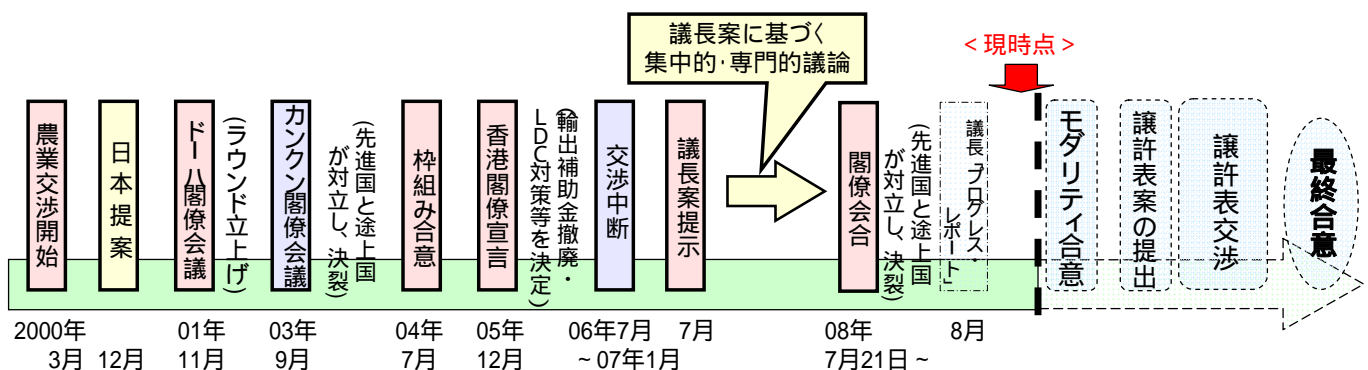 議長案に基づく
集中的・専門的議論
＜現時点＞
農業交渉開始
日本提案
ドーハ閣僚会議
(ラウンド立上げ)
カンクン閣僚会議
(先進国と途上国
が対立し、決裂)
枠組み合意
香港閣僚宣言
(輸出補助金撤廃・
LDC対策等を決定)
交渉中断
議長案提示
閣僚会合
(先進国と途上国
が対立し、決裂)
議長「プログレス・
レポート」
モダリティ合意
譲許表案の提出
譲許表交渉
最終合意
2000年
3月
12月
01年
11月
03年
9月
04年
7月
05年
12月
06年7月
～07年1月
7月
08年
7月21日～
8月